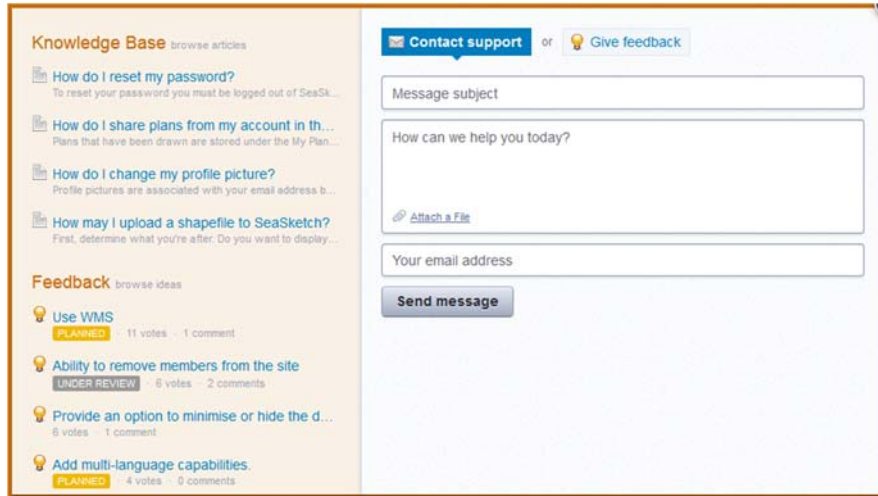 Knowledge Base browse articles
How do I reset my password?
To reset your password you must be logged out of SeaSk...
How do I share plans from my account in th...
Plans that have been drawn are stored under the My Plan...
How do I change my profile picture?
Profile pictures are associated with your email address b...
How may I upload a shapefile to SeaSketch?
First, determine what you're after. Do you want to display...
Feedback browse ideas
Use WMS
PLANNED · 11 votes · 1 comment
Ability to remove members from the site
UNDER REVIEW · 6 votes · 2 comments
Provide an option to minimise or hide the d...
6 votes · 1 comment
Add multi-language capabilities.
PLANNED · 4 votes · 0 comments
Contact support or Give feedback
Message subject
How can we help you today?
Attach a File
Your email address
Send message